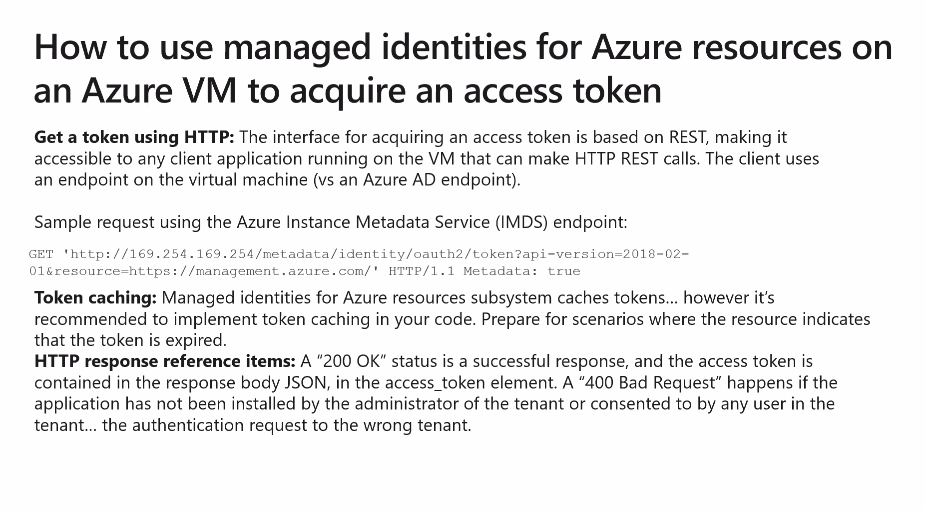 How to use managed identities for Azure resources on
an Azure VM to acquire an access token
Get a token using HTTP: The interface for acquiring an access token is based on REST, making it
accessible to any client application running on the VM that can make HTTP REST calls. The client uses
an endpoint on the virtual machine (vs an Azure AD endpoint).
Sample request using the Azure Instance Metadata Service (IMDS) endpoint:
GET 'http://169.254.169.254/metadata/identity/oauth2/token?api-version=2018-02-
01&resource=https://management.azure.com/' HTTP/1.1 Metadata: true
Token caching: Managed identities for Azure resources subsystem caches tokens... however it's
recommended to implement token caching in your code. Prepare for scenarios where the resource indicates
that the token is expired.
HTTP response reference items: A "200 OK" status is a successful response, and the access token is
contained in the response body JSON, in the access_token element. A "400 Bad Request" happens if the
application has not been installed by the administrator of the tenant or consented to by any user in the
tenant... the authentication request to the wrong tenant.